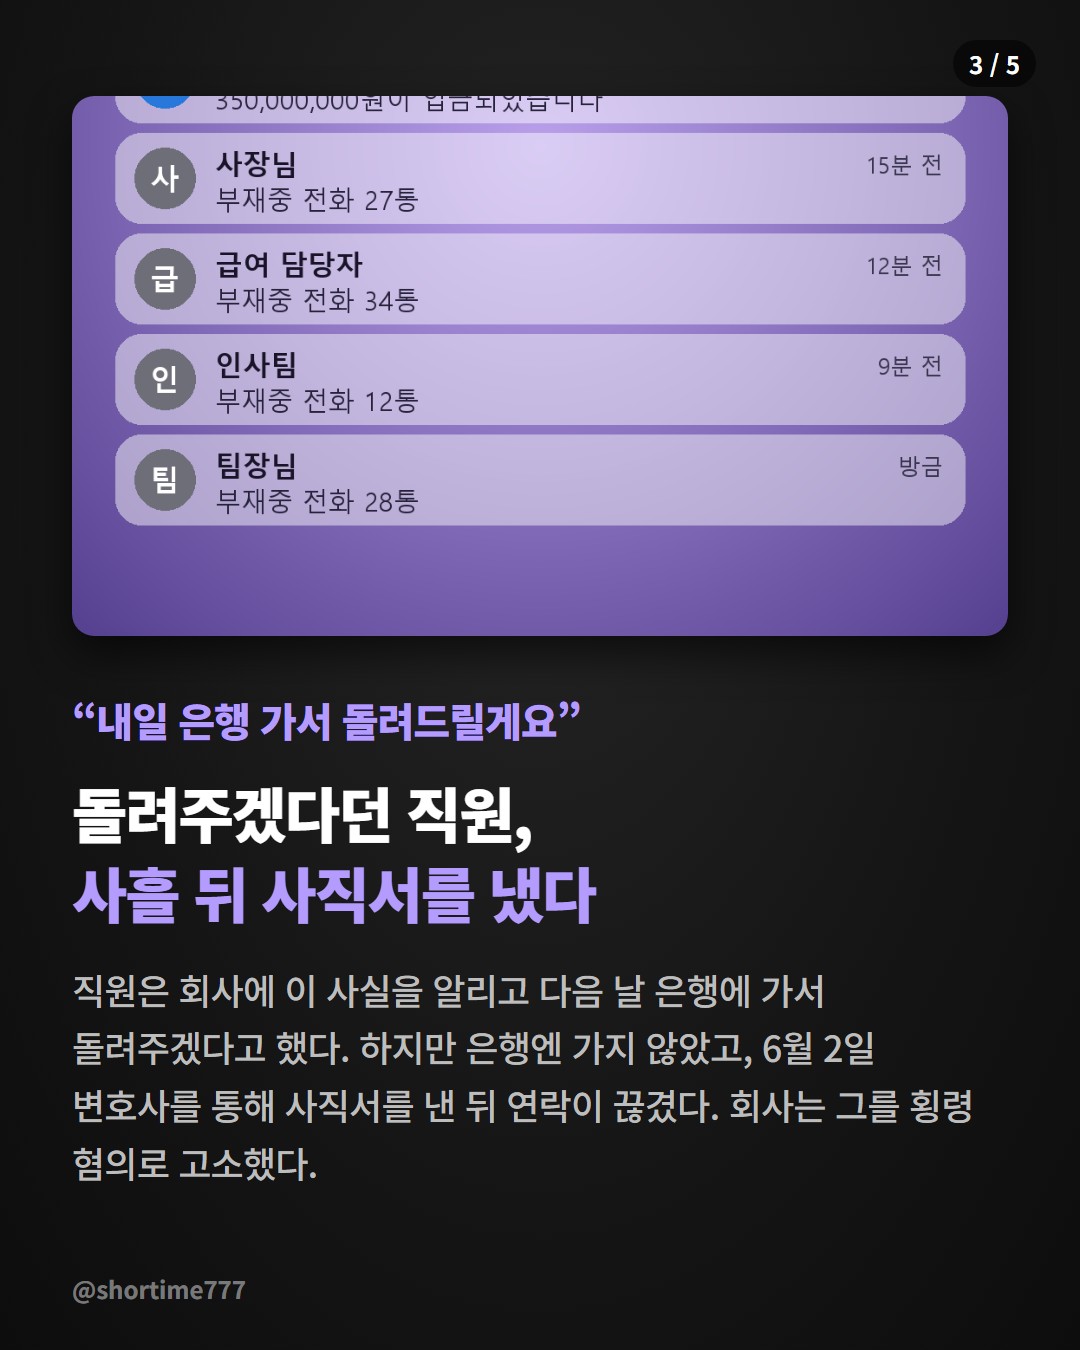 3 / 5
350,000,000원이 입금되었습니다
사
사장님
15분 전
부재중 전화 27통
급
급여 담당자
12분 전
부재중 전화 34통
인
인사팀
9분 전
부재중 전화 12통
팀
팀장님
방금
부재중 전화 28통
“내일 은행 가서 돌려드릴게요”
돌려주겠다던 직원,
사흘 뒤 사직서를 냈다
직원은 회사에 이 사실을 알리고 다음 날 은행에 가서
돌려주겠다고 했다. 하지만 은행엔 가지 않았고, 6월 2일
변호사를 통해 사직서를 낸 뒤 연락이 끊겼다. 회사는 그를 횡령
혐의로 고소했다.
@shortime777